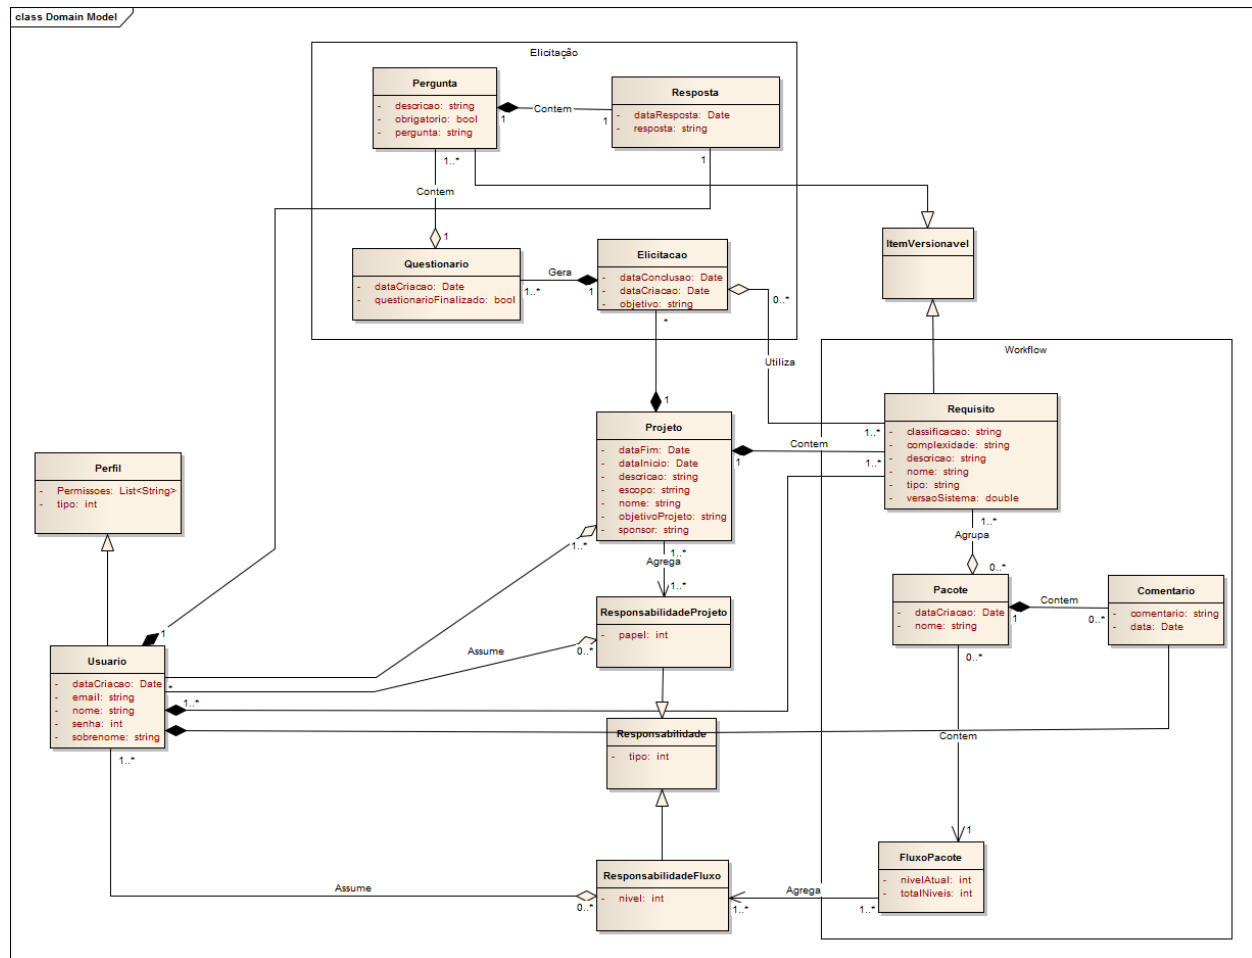 class Domain Model
Elicitação
Pergunta
- descricao: string
- obrigatorio: bool
- pergunta: string
Contem
1
1
Resposta
- dataResposta: Date
- resposta: string
1..*
1
Contem
1
Questionario
- dataCriacao: Date
- questionarioFinalizado: bool
Gera
1..*
1
Elicitacao
- dataConclusao: Date
- dataCriacao: Date
- objetivo: string
0..*
*
ItemVersionavel
Utiliza
Workflow
1
Projeto
- dataFim: Date
- dataInicio: Date
- descricao: string
- escopo: string
- nome: string
- objetivoProjeto: string
- sponsor: string
Contem
1
1..*
1..*
Requisito
- classificacao: string
- complexidade: string
- descricao: string
- nome: string
- tipo: string
- versaoSistema: double
Perfil
- Permissoes: List<String>
- tipo: int
1..*
1..*
Agrega
1..*
1..*
Agrupa
0..*
ResponsabilidadeProjeto
- papel: int
Pacote
- dataCriacao: Date
- nome: string
Contem
1
0..*
Comentario
- comentario: string
- data: Date
1
Assume
0..*
0..*
Usuario
- dataCriacao: Date
- email: string
- nome: string
- senha: int
- sobrenome: string
*
1..*
1..*
Responsabilidade
- tipo: int
Contem
1
FluxoPacote
- nivelAtual: int
- totalNiveis: int
ResponsabilidadeFluxo
- nivel: int
Assume
0..*
Agrega
1..*
1..*